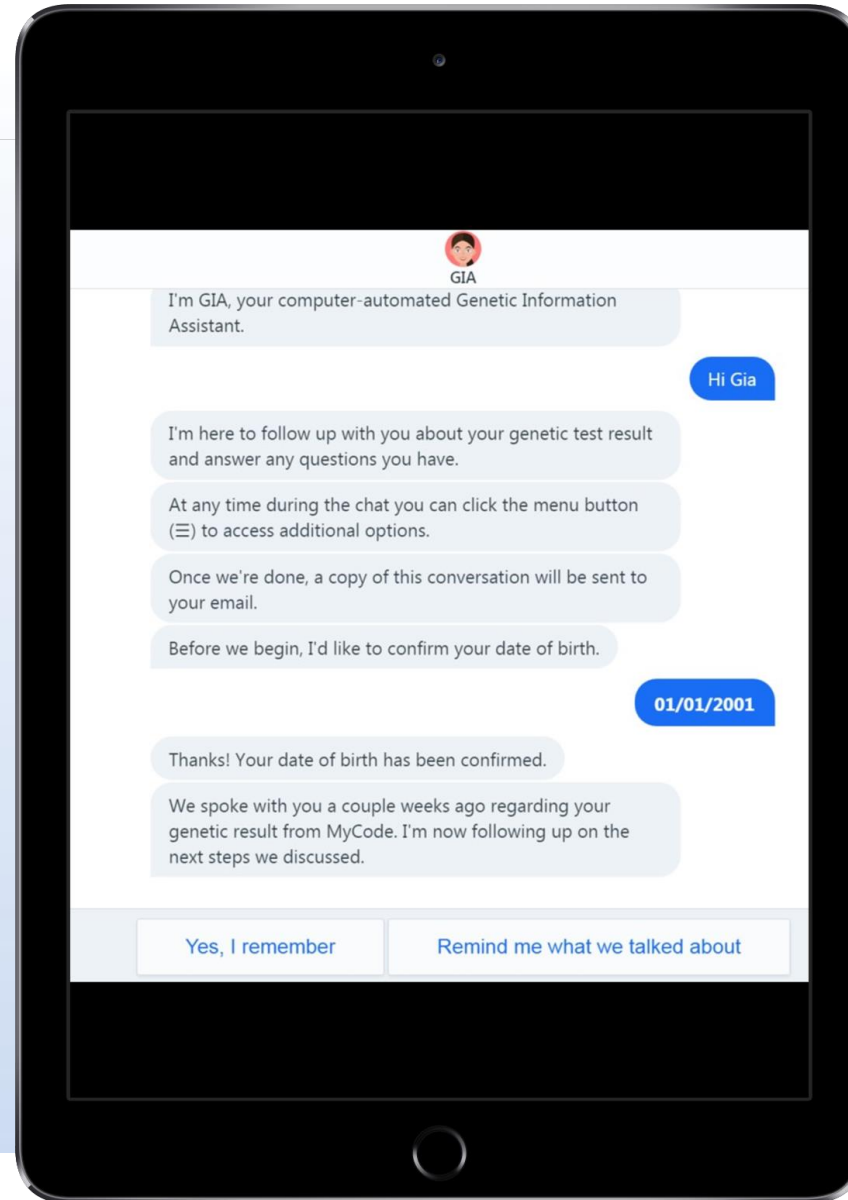 GIA
I'm GIA, your computer-automated Genetic Information
Assistant.
Hi Gia
I'm here to follow up with you about your genetic test result
and answer any questions you have.
At any time during the chat you can click the menu button
(☰) to access additional options.
Once we're done, a copy of this conversation will be sent to
your email.
Before we begin, I'd like to confirm your date of birth.
01/01/2001
Thanks! Your date of birth has been confirmed.
We spoke with you a couple weeks ago regarding your
genetic result from MyCode. I'm now following up on the
next steps we discussed.
Yes, I remember
Remind me what we talked about